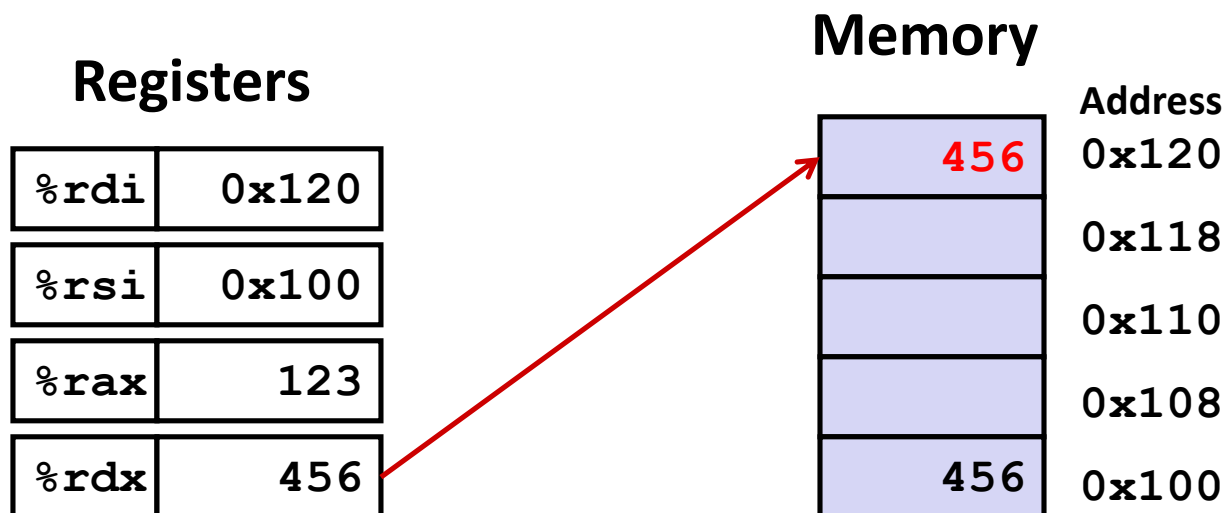 Memory
Registers
Address
456 0x120
%rdi 0x120
0x118
%rsi 0x100
0x110
%rax 123
0x108
%rdx 456
456 0x100